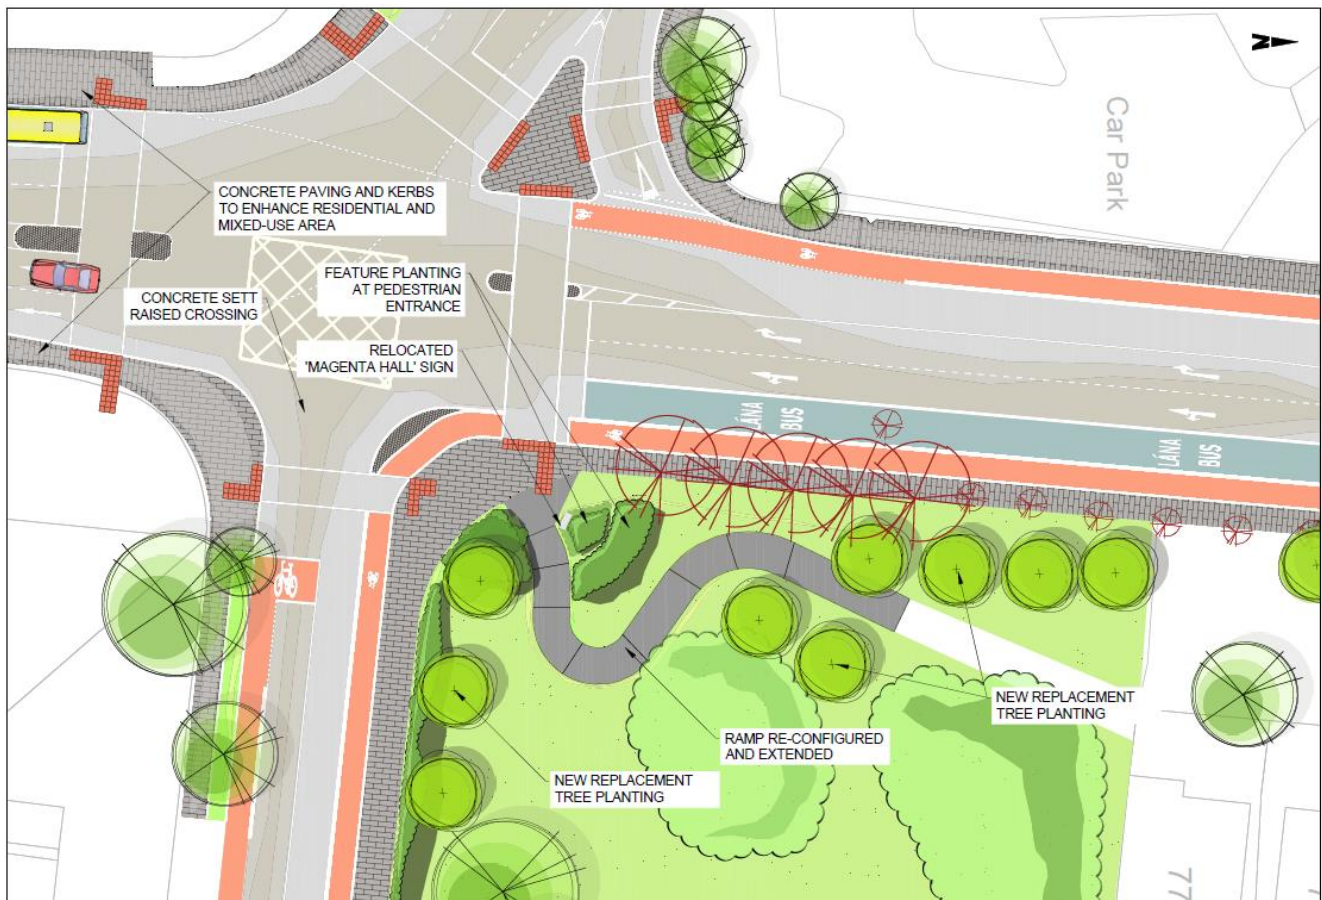 N
Car Park
CONCRETE PAVING AND KERBS
TO ENHANCE RESIDENTIAL AND
MIXED-USE AREA
FEATURE PLANTING
AT PEDESTRIAN
ENTRANCE
CONCRETE SETT
RAISED CROSSING
RELOCATED
'MAGENTA HALL' SIGN
LÁNA
BUS
LÁNA
BUS
NEW REPLACEMENT
TREE PLANTING
RAMP RE-CONFIGURED
AND EXTENDED
NEW REPLACEMENT
TREE PLANTING
77